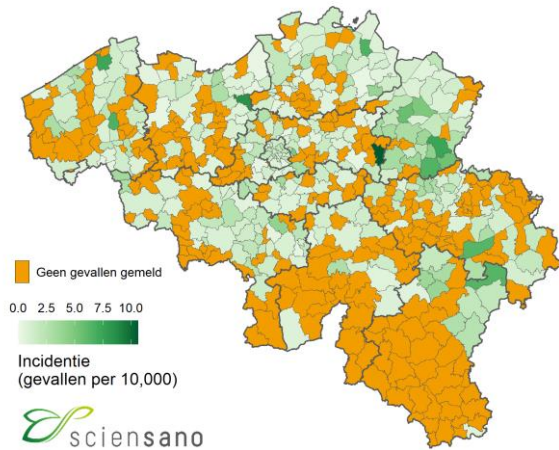 Geen gevallen gemeld
0.0 2.5 5.0 7.5 10.0
Incidentie
(gevallen per 10,000)
sciensano